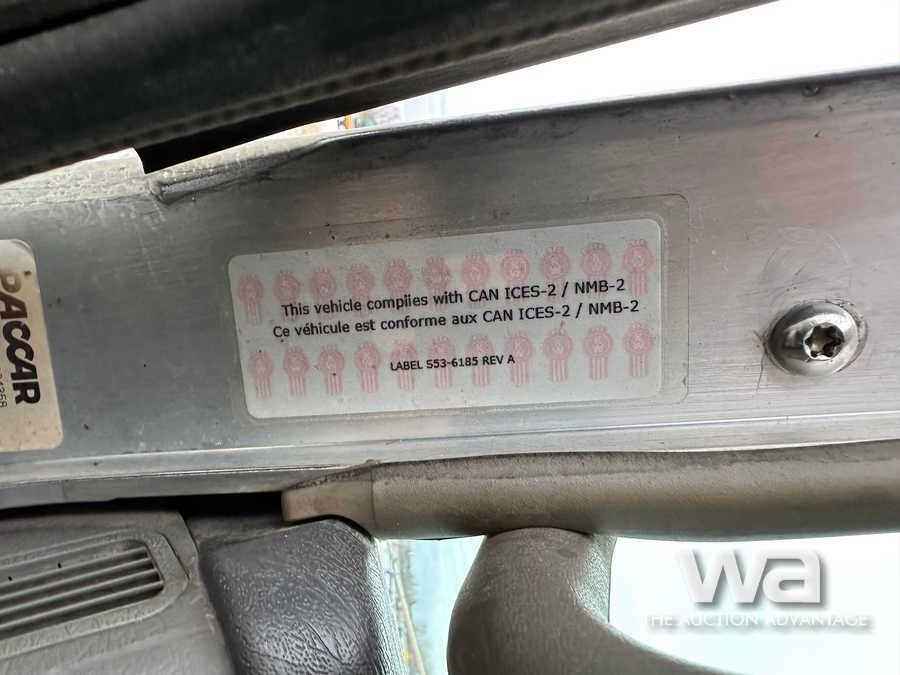 This vehicle complies with CAN ICES-2 / NMB-2
Ce véhicule est conforme aux CAN ICES-2 / NMB-2
LABEL S53-6185 REV A
PACCAR
wa
THE AUCTION ADVANTAGE